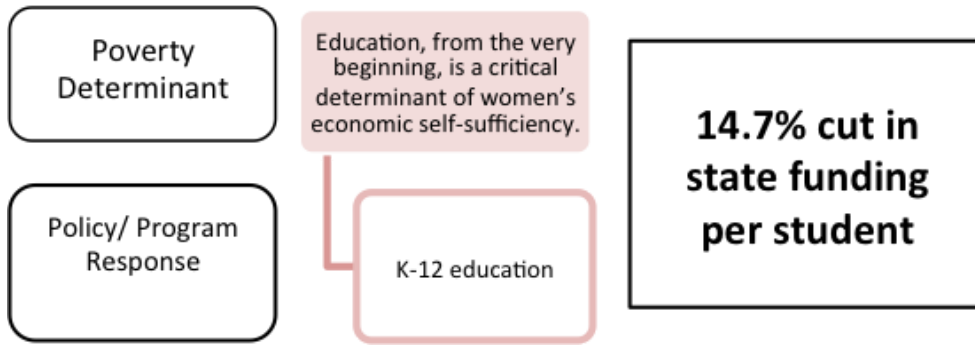 Poverty
Determinant
Education, from the very
beginning, is a critical
determinant of women’s
economic self-sufficiency.
14.7% cut in
state funding
per student
Policy/ Program
Response
K-12 education